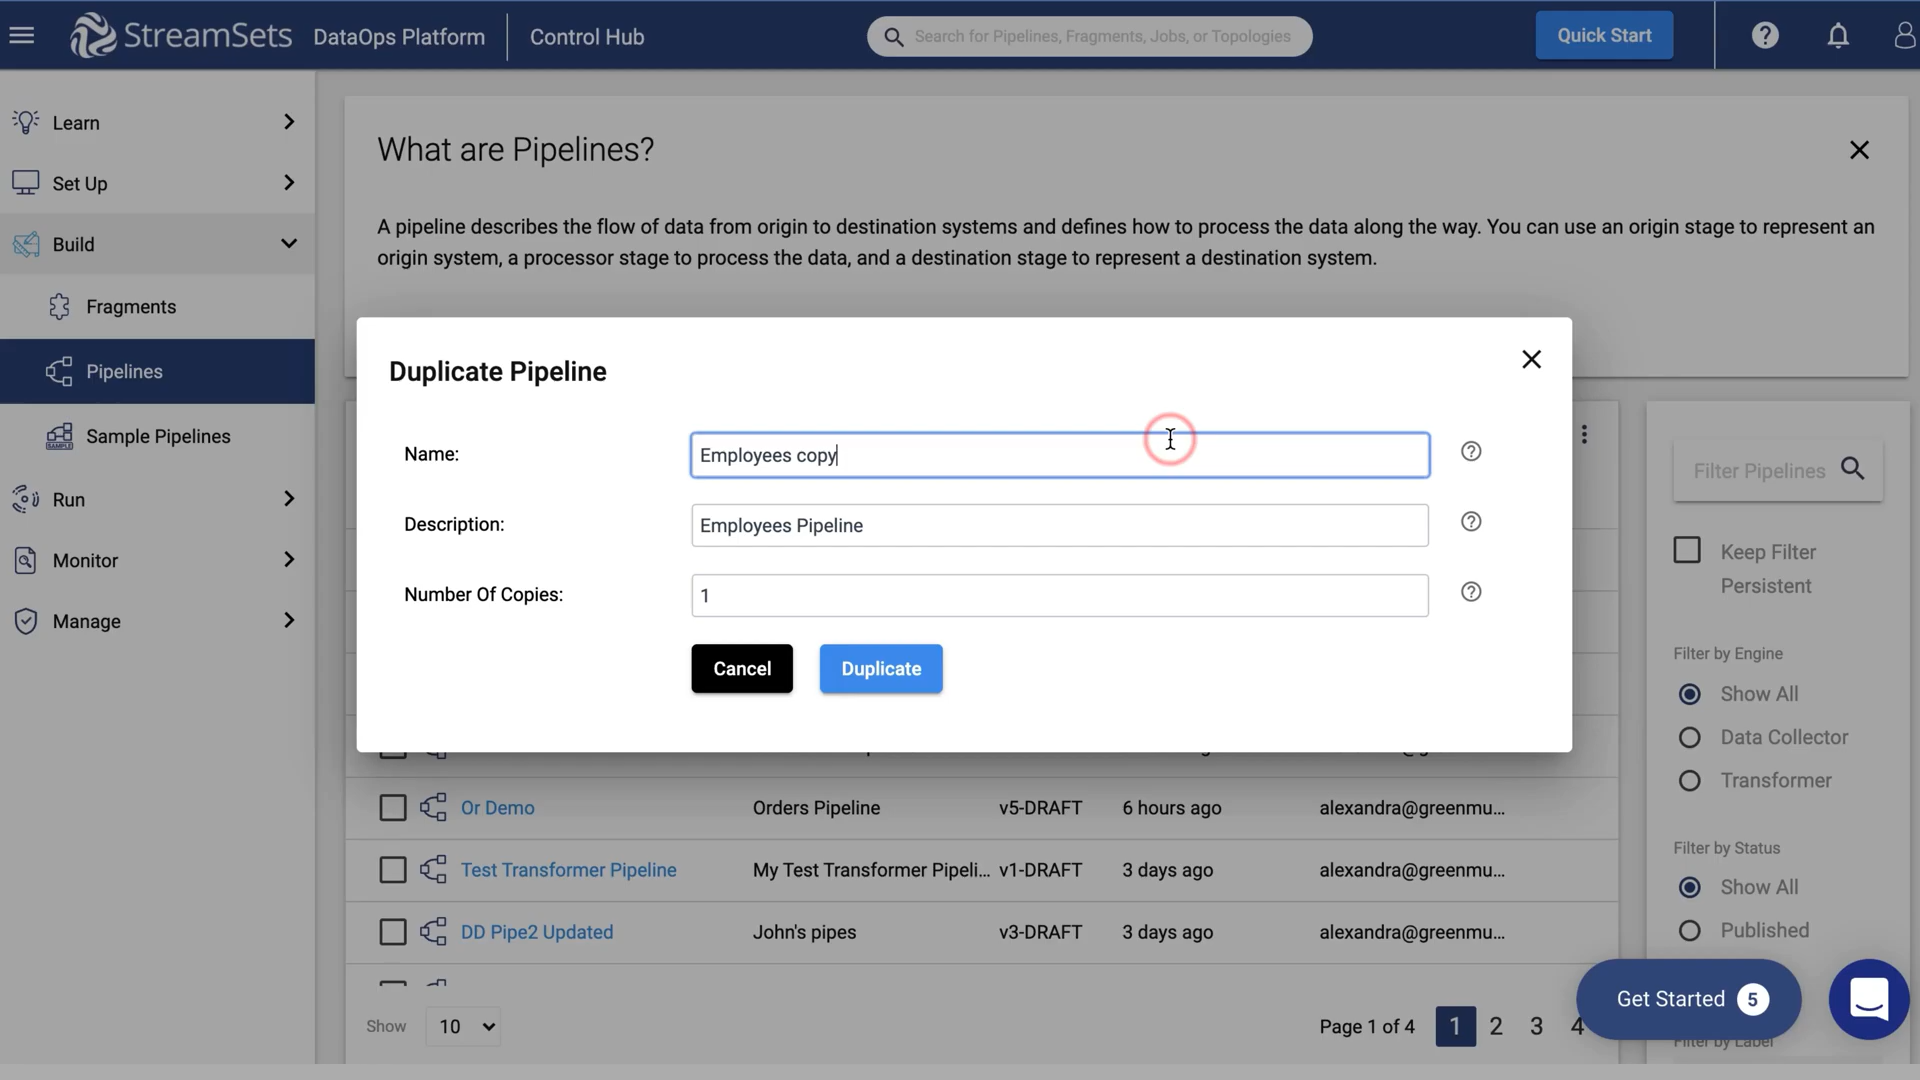 StreamSets DataOps Platform Control Hub
Search for Pipelines, Fragments, Jobs, or Topologies
Quick Start
Learn
Set Up
Build
Fragments
Pipelines
SAMPLE Sample Pipelines
Run
Monitor
Manage
What are Pipelines?
A pipeline describes the flow of data from origin to destination systems and defines how to process the data along the way. You can use an origin stage to represent an
origin system, a processor stage to process the data, and a destination stage to represent a destination system.
Duplicate Pipeline
Name: Employees copy
Description: Employees Pipeline
Number Of Copies: 1
Cancel Duplicate
Or Demo Orders Pipeline v5-DRAFT 6 hours ago alexandra@greenmu...
Test Transformer Pipeline My Test Transformer Pipeli... v1-DRAFT 3 days ago alexandra@greenmu...
DD Pipe2 Updated John's pipes v3-DRAFT 3 days ago alexandra@greenmu...
Show 10 Page 1 of 4 1 2 3 4
Filter Pipelines
Keep Filter
Persistent
Filter by Engine
Show All
Data Collector
Transformer
Filter by Status
Show All
Published
Get Started 5
Filter by Label